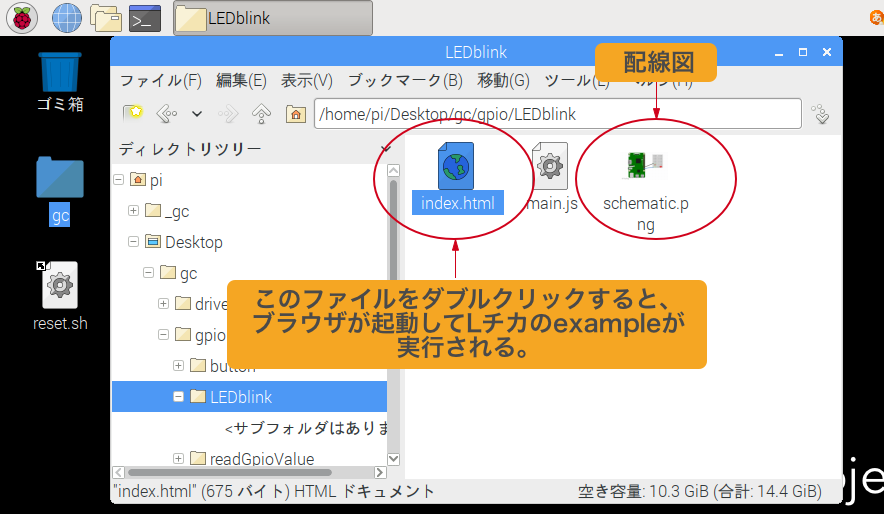 LEDblink
あ
LEDblink
ゴミ箱
gc
reset.sh
ファイル(F) 編集(E) 表示(V) ブックマーク(B) 移動(G) ツール(L)
配線図
/home/pi/Desktop/gc/gpio/LEDblink
ディレクトリツリー
pi
_gc
Desktop
gc
drive
gpio
button
LEDblink
<サブフォルダはありま
readGpioValue
index.html
main.js
schematic.p
ng
このファイルをダブルクリックすると、
ブラウザが起動してLチカのexampleが
実行される。
"index.html" (675 バイト) HTML ドキュメント
空き容量: 10.3 GiB (合計: 14.4 GiB)
oje